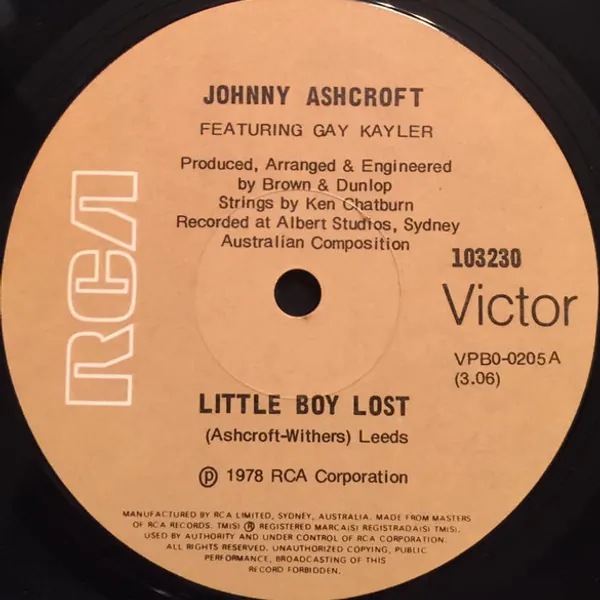 JOHNNY ASHCROFT
FEATURING GAY KAYLER
Produced, Arranged & Engineered
by Brown & Dunlop
Strings by Ken Chatburn
Recorded at Albert Studios, Sydney
Australian Composition
RCA
103230
Victor
VPB0-0205A
(3.06)
LITTLE BOY LOST
(Ashcroft-Withers) Leeds
℗ 1978 RCA Corporation
MANUFACTURED BY RCA LIMITED, SYDNEY, AUSTRALIA. MADE FROM MASTERS
OF RCA RECORDS. TM(S) ® REGISTERED MARCA(S) REGISTRADA(S) TM(S).
USED BY AUTHORITY AND UNDER CONTROL OF RCA CORPORATION.
ALL RIGHTS RESERVED. UNAUTHORIZED COPYING, PUBLIC
PERFORMANCE, BROADCASTING OF THIS
RECORD FORBIDDEN.